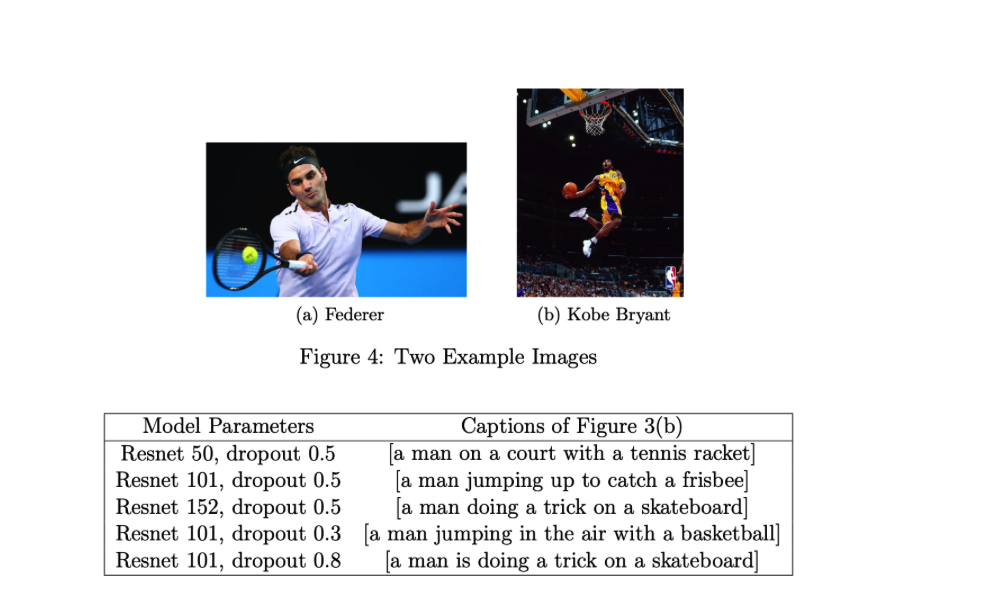 JA
(a) Federer
(b) Kobe Bryant
Figure 4: Two Example Images
Model Parameters Captions of Figure 3(b)
Resnet 50, dropout 0.5 [a man on a court with a tennis racket]
Resnet 101, dropout 0.5 [a man jumping up to catch a frisbee]
Resnet 152, dropout 0.5 [a man doing a trick on a skateboard]
Resnet 101, dropout 0.3 [a man jumping in the air with a basketball]
Resnet 101, dropout 0.8 [a man is doing a trick on a skateboard]